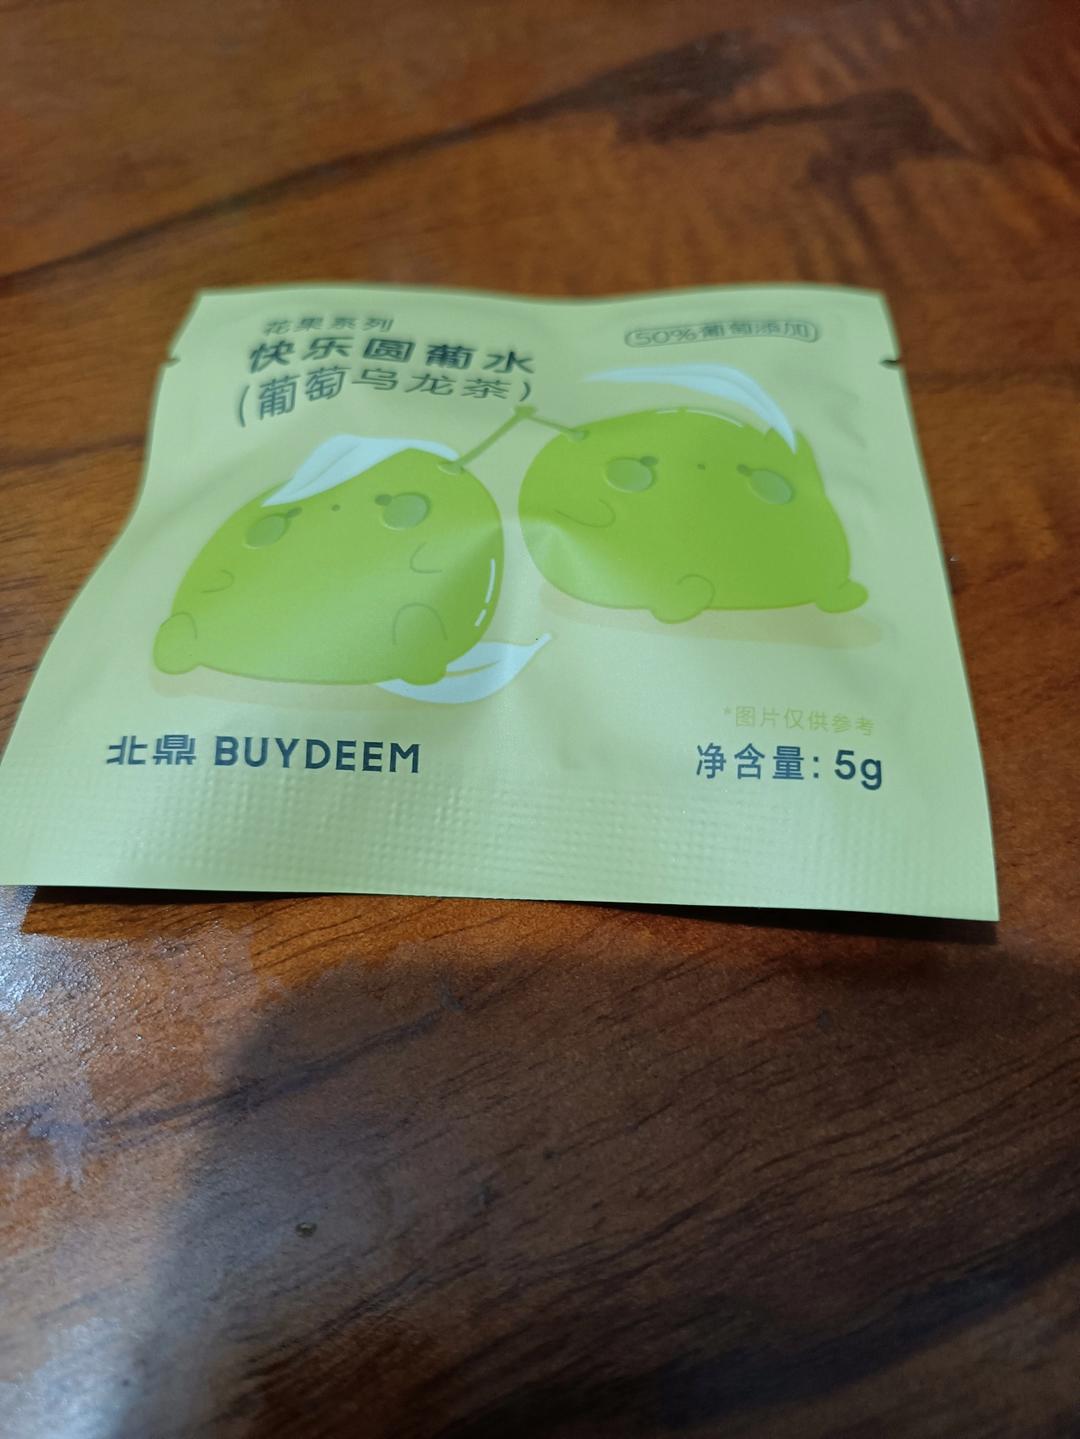 花果系列
快乐圆葡水
(葡萄乌龙茶)
50%葡萄添加
*图片仅供参考
北鼎 BUYDEEM
净含量: 5g